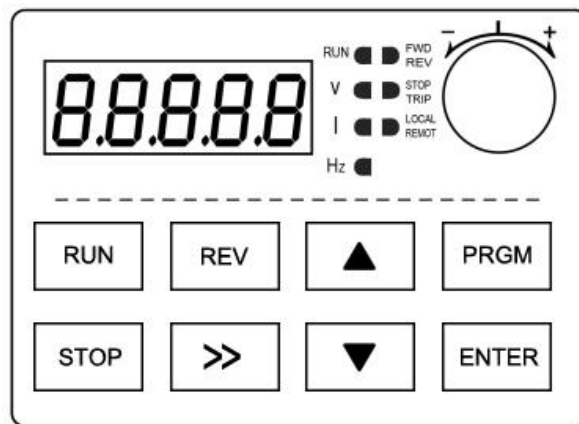 8.8.8.8.8
- +
RUN FWD
REV
V STOP
TRIP
I LOCAL
REMOT
Hz
RUN REV ▲ PRGM
STOP >> ▼ ENTER